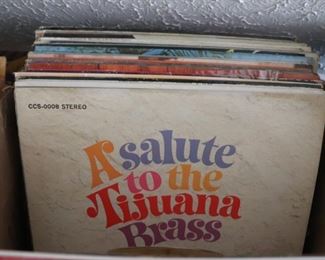 CCS-0008 STEREO
A salute
to the
Tijuana
Brass